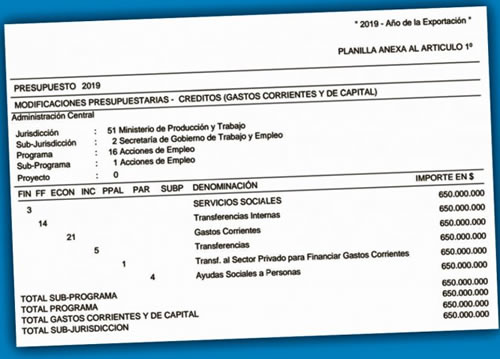 " 2019 - Año de la Exportación "
PLANILLA ANEXA AL ARTICULO 1º
PRESUPUESTO 2019
MODIFICACIONES PRESUPUESTARIAS - CREDITOS (GASTOS CORRIENTES Y DE CAPITAL)
Administración Central
Jurisdicción : 51 Ministerio de Producción y Trabajo
Sub-Jurisdicción : 2 Secretaría de Gobierno de Trabajo y Empleo
Programa : 16 Acciones de Empleo
Sub-Programa : 1 Acciones de Empleo
Proyecto : 0
FIN FF ECON INC PPAL PAR SUBP DENOMINACIÓN IMPORTE EN $
3 SERVICIOS SOCIALES 650.000.000
14 Transferencias Internas 650.000.000
21 Gastos Corrientes 650.000.000
5 Transferencias 650.000.000
1 Transf. al Sector Privado para Financiar Gastos Corrientes 650.000.000
4 Ayudas Sociales a Personas 650.000.000
TOTAL SUB-PROGRAMA 650.000.000
TOTAL PROGRAMA 650.000.000
TOTAL GASTOS CORRIENTES Y DE CAPITAL 650.000.000
TOTAL SUB-JURISDICCION 650.000.000